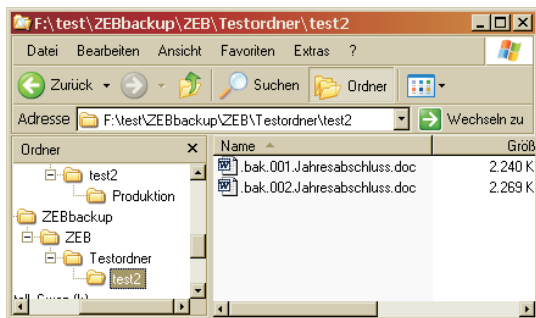 F:\test\ZEBbackup\ZEB\Testordner\test2
Datei Bearbeiten Ansicht Favoriten Extras ?
Zurück Suchen Ordner
Adresse F:\test\ZEBbackup\ZEB\Testordner\test2 Wechseln zu
Ordner x Name Größ
test2 .bak.001.Jahresabschluss.doc 2.240 K
Produktion .bak.002.Jahresabschluss.doc 2.269 K
ZEBbackup
ZEB
Testordner
test2